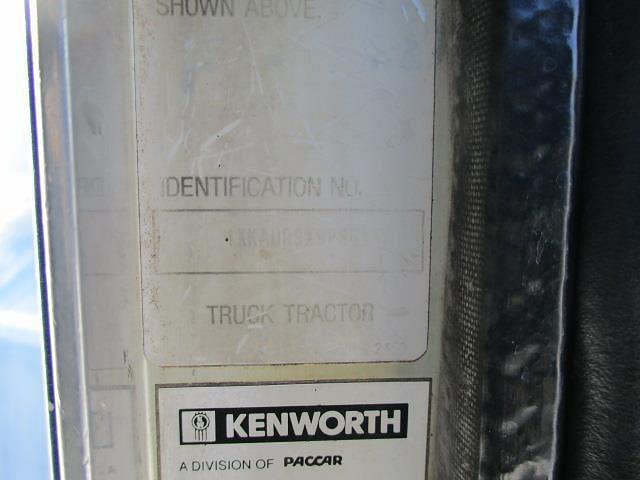 SHOWN ABOVE.
IDENTIFICATION NO.
TRUCK TRACTOR
KENWORTH
A DIVISION OF PACCAR